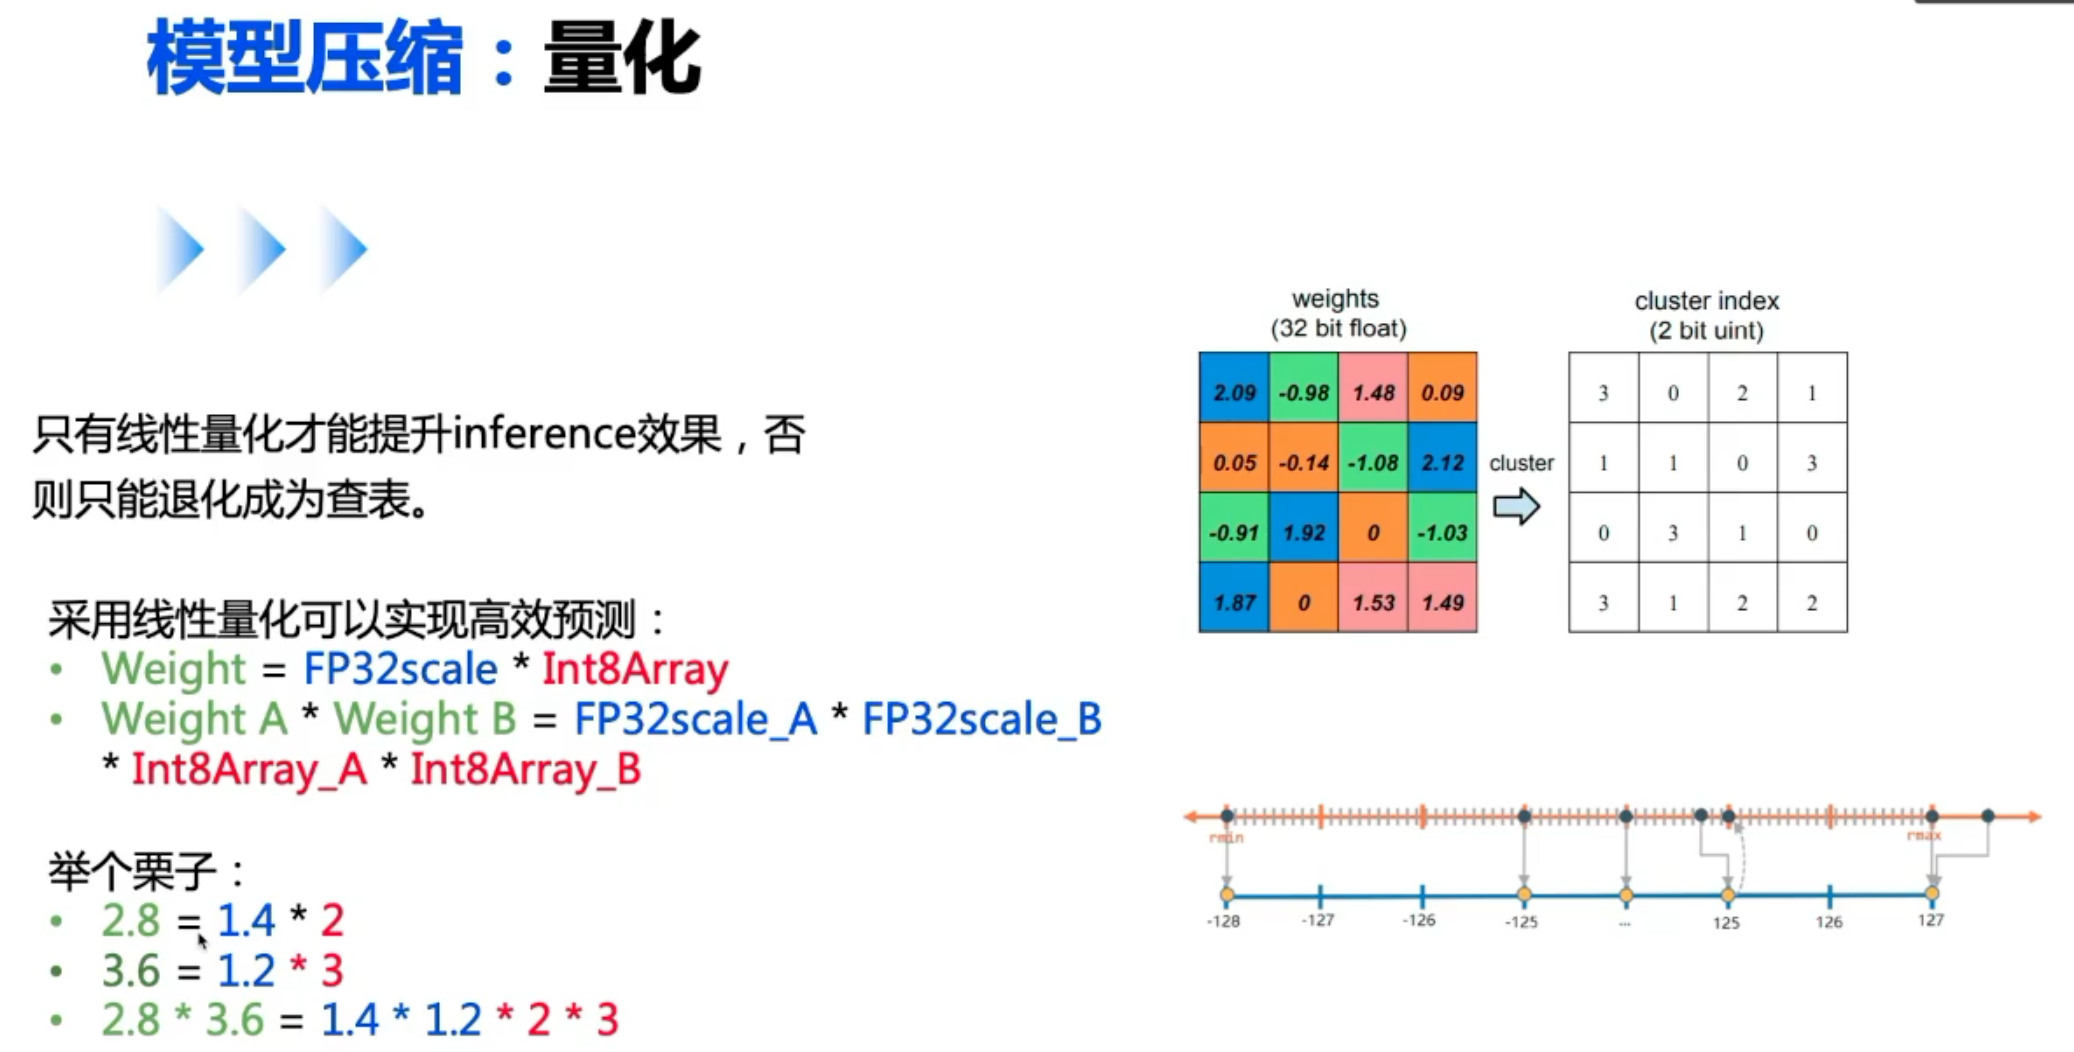 模型压缩：量化
只有线性量化才能提升inference效果，否
则只能退化成为查表。
采用线性量化可以实现高效预测：
• Weight = FP32scale * Int8Array
• Weight A * Weight B = FP32scale_A * FP32scale_B
* Int8Array_A * Int8Array_B
举个栗子：
• 2.8 = 1.4 * 2
• 3.6 = 1.2 * 3
• 2.8 * 3.6 = 1.4 * 1.2 * 2 * 3
weights
(32 bit float)
2.09 -0.98 1.48 0.09
0.05 -0.14 -1.08 2.12
-0.91 1.92 0 -1.03
1.87 0 1.53 1.49
cluster
cluster index
(2 bit uint)
3 0 2 1
1 1 0 3
0 3 1 0
3 1 2 2
rmin rmax
-128 -127 -126 -125 ... 125 126 127